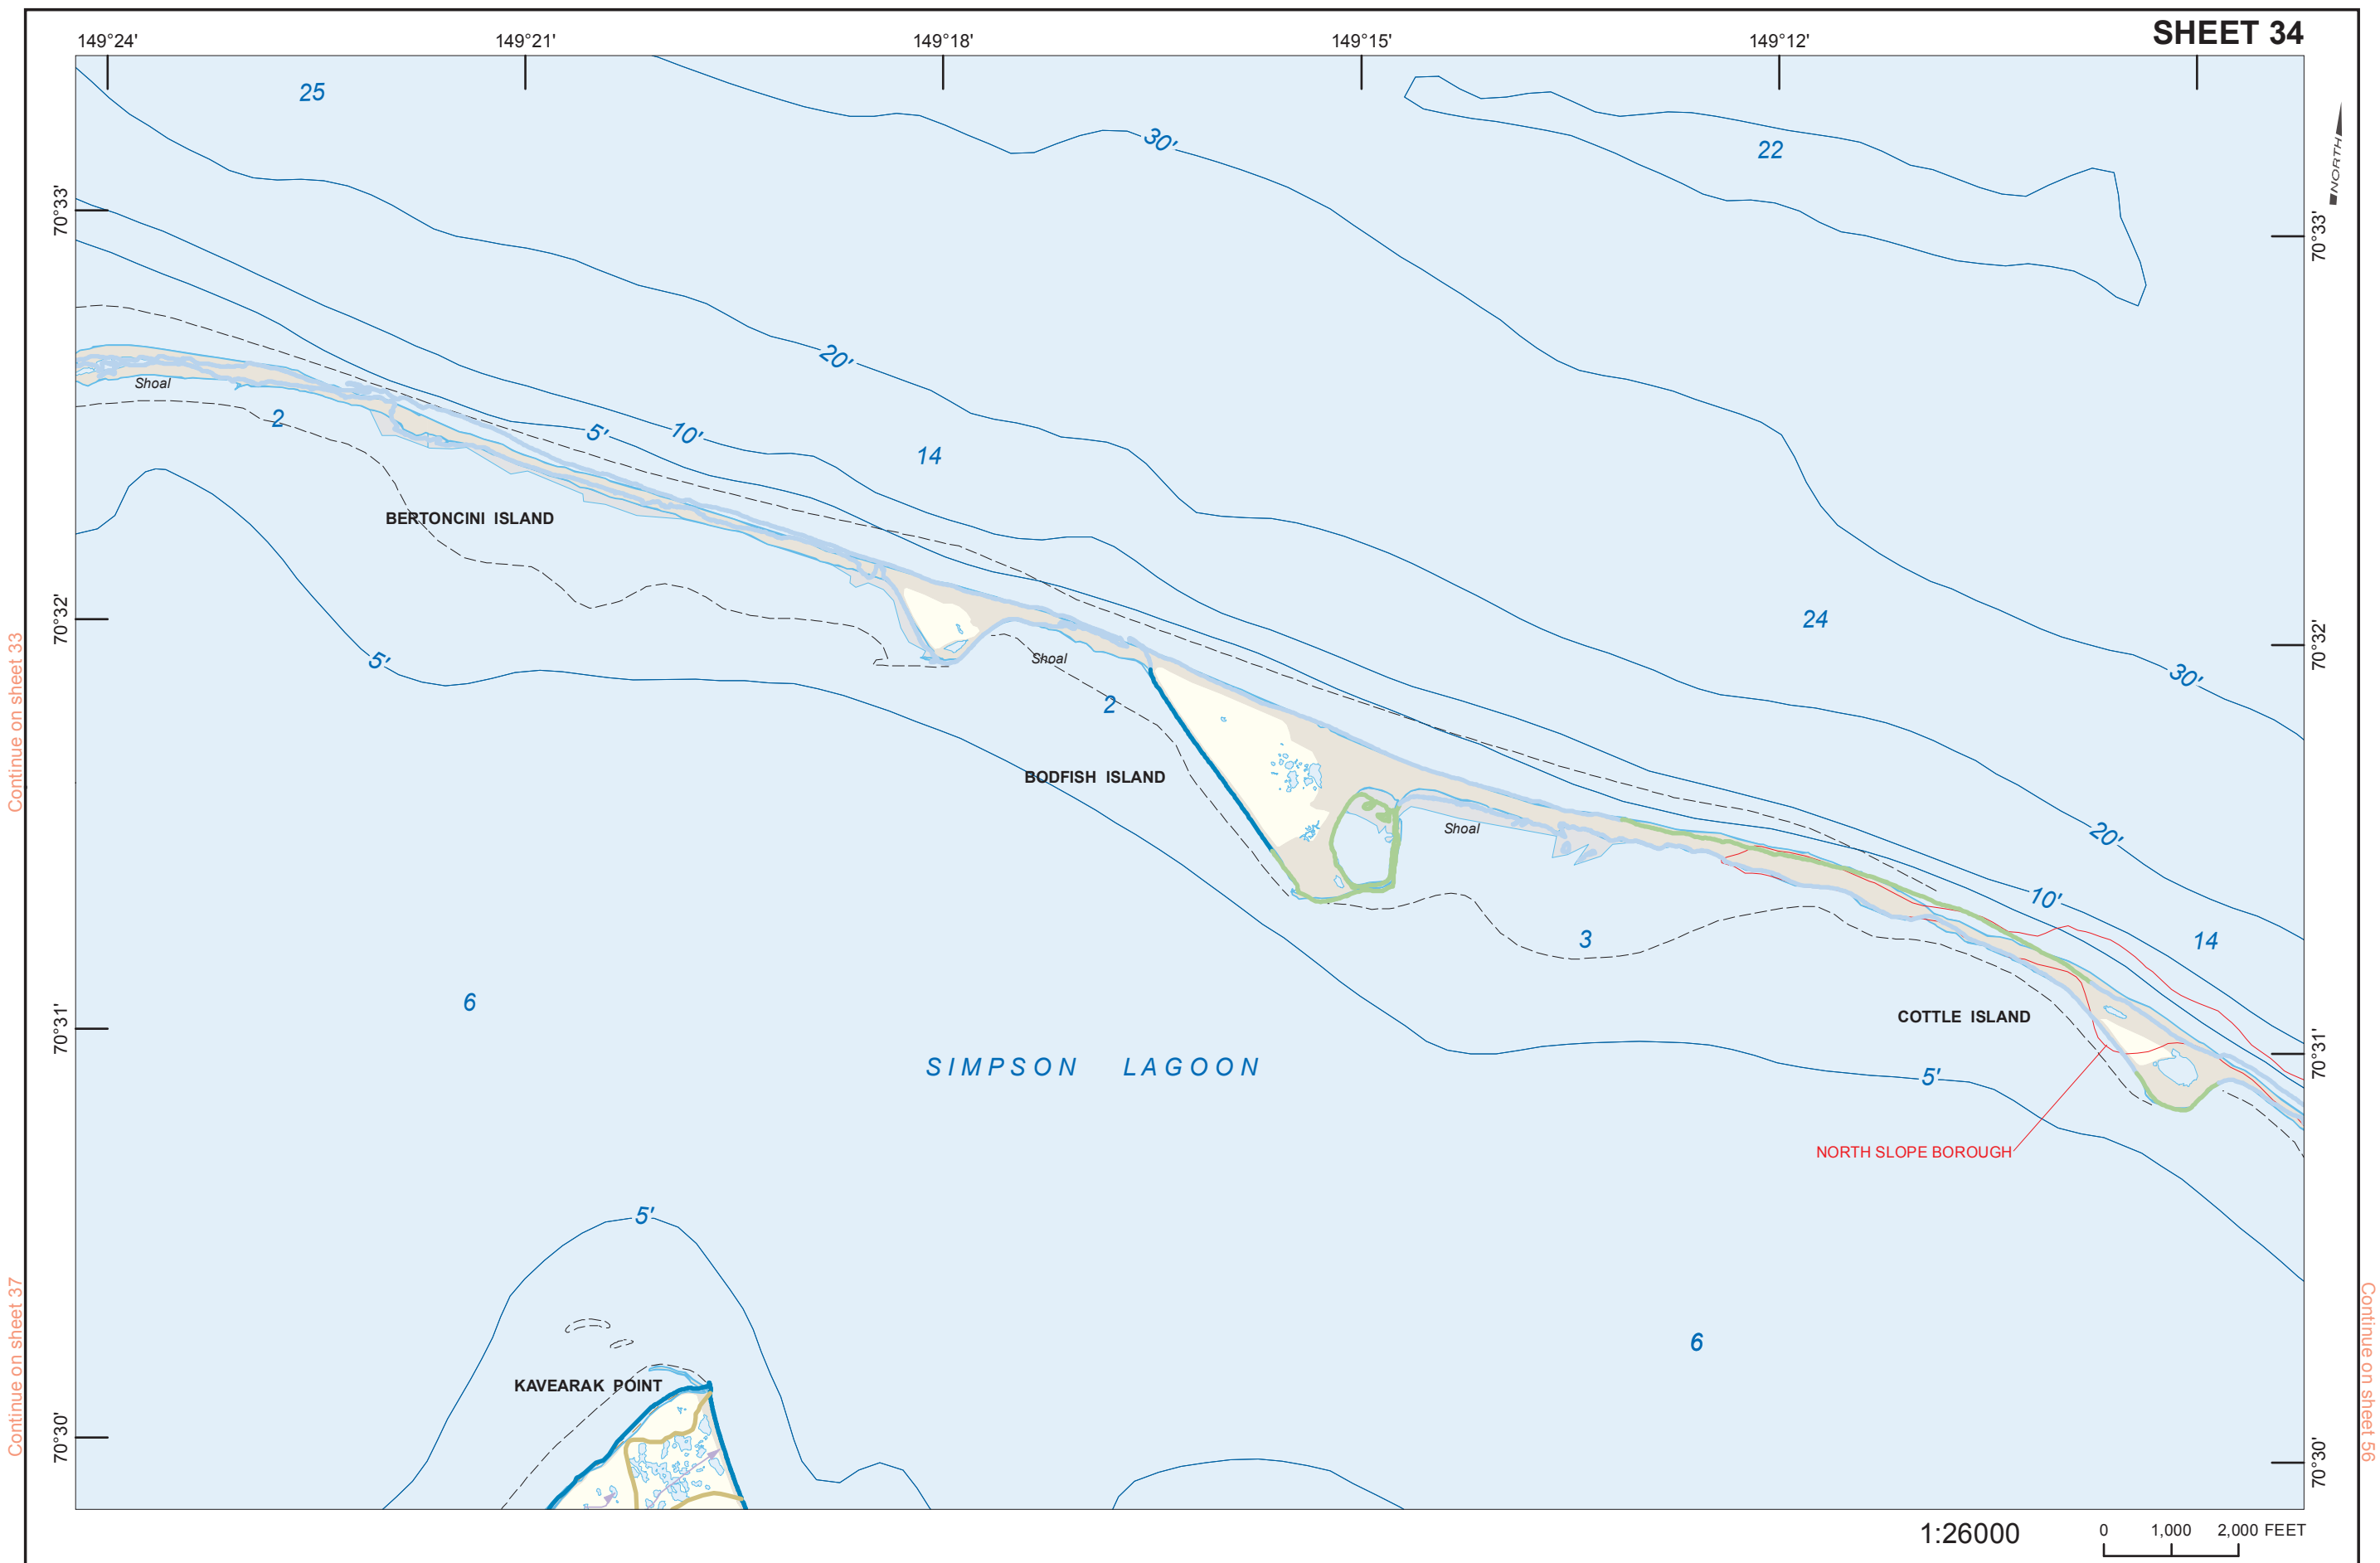 SHEET 34
149°24'
149°21'
149°18'
149°15'
149°12'
25
30'
22
NORTH
70°33'
70°33'
20'
Shoal
2
5'
10'
14
BERTONCINI ISLAND
70°32'
24
70°32'
Continue on sheet 33
5'
Shoal
30'
2
BODFISH ISLAND
Shoal
20'
10'
3
14
6
COTTLE ISLAND
70°31'
70°31'
SIMPSON LAGOON
5'
NORTH SLOPE BOROUGH
5'
6
Continue on sheet 37
Continue on sheet 56
KAVEARAK POINT
70°30'
70°30'
1:26000
0 1,000 2,000 FEET